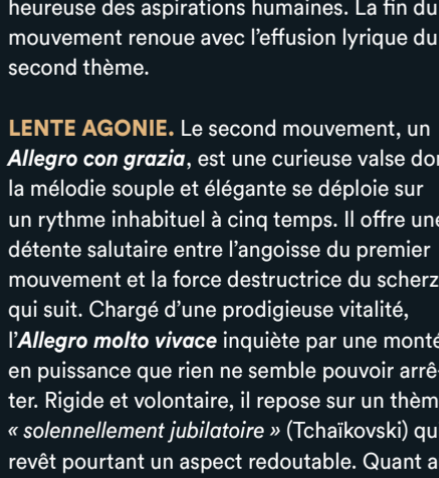 heureuse des aspirations humaines. La fin du
mouvement renoue avec l’effusion lyrique du
second thème.
LENTE AGONIE. Le second mouvement, un
Allegro con grazia, est une curieuse valse
la mélodie souple et élégante se déploie sur
un rythme inhabituel à cinq temps. Il offre une
détente salutaire entre l’angoisse du premier
mouvement et la force destructrice du
qui suit. Chargé d’une prodigieuse vitalité,
l’Allegro molto vivace inquiète par une
en puissance que rien ne semble pouvoir arrê-
ter. Rigide et volontaire, il repose sur un
« solennellement jubilatoire » (Tchaïkovski)
revêt pourtant un aspect redoutable. Quant a